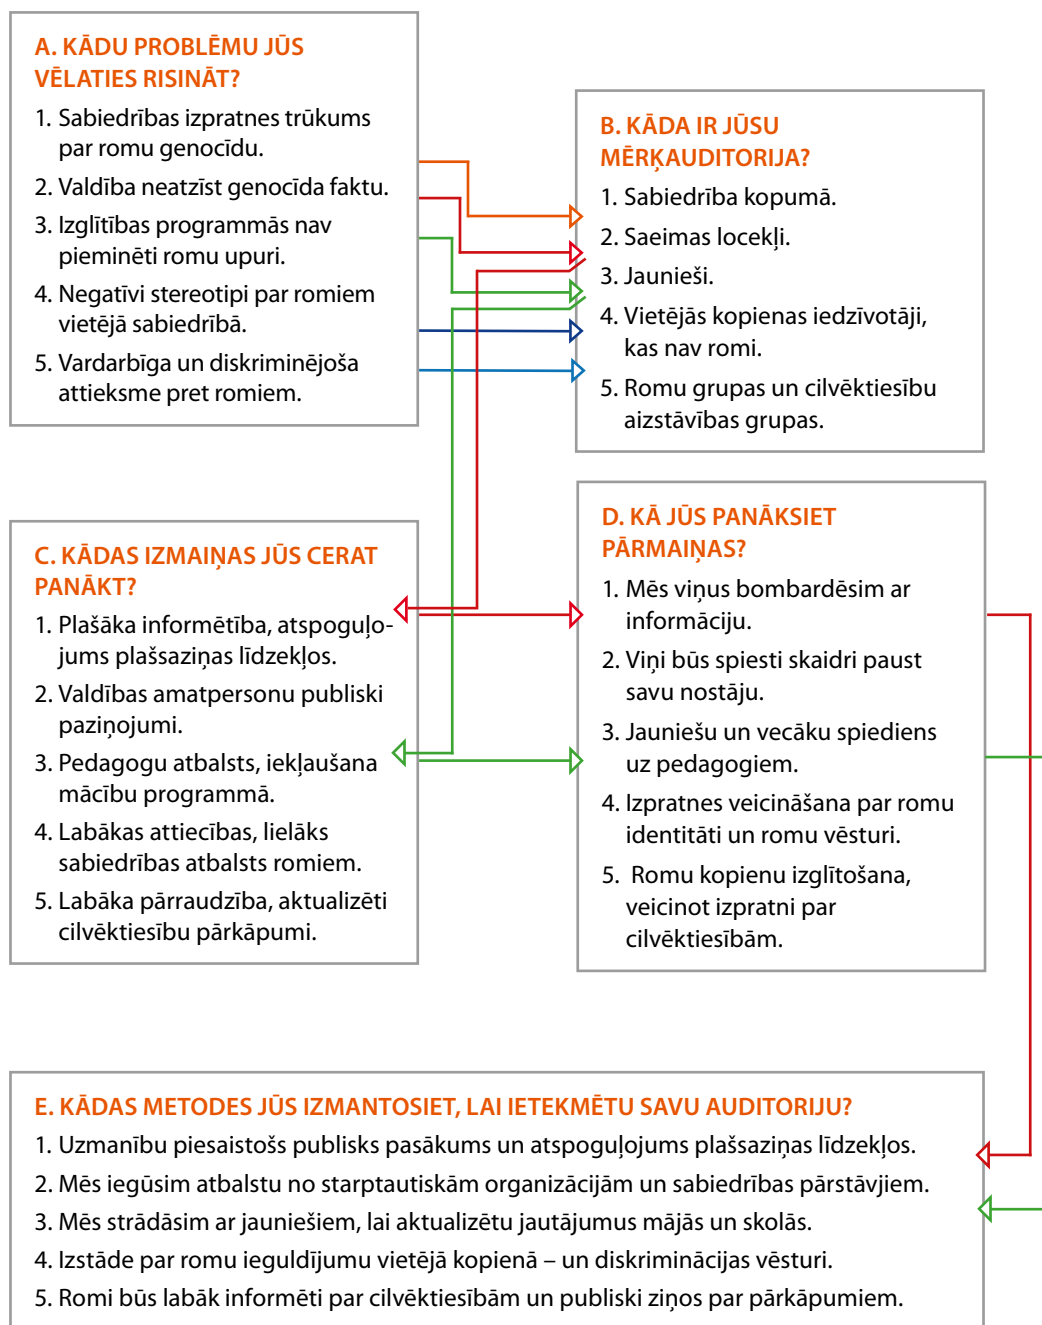 A. KĀDU PROBLĒMU JŪS
VĒLATIES RISINĀT?
1. Sabiedrības izpratnes trūkums
par romu genocīdu.
2. Valdība neatzīst genocīda faktu.
3. Izglītības programmās nav
pieminēti romu upuri.
4. Negatīvi stereotipi par romiem
vietējā sabiedrībā.
5. Vardarbīga un diskriminējoša
attieksme pret romiem.
B. KĀDA IR JŪSU
MĒRĶAUDITORIJA?
1. Sabiedrība kopumā.
2. Saeimas locekļi.
3. Jaunieši.
4. Vietējās kopienas iedzīvotāji,
kas nav romi.
5. Romu grupas un cilvēktiesību
aizstāvības grupas.
C. KĀDAS IZMAIŅAS JŪS CERAT
PANĀKT?
1. Plašāka informētība, atspoguļo-
jums plašsaziņas līdzekļos.
2. Valdības amatpersonu publiski
paziņojumi.
3. Pedagogu atbalsts, iekļaušana
mācību programmā.
4. Labākas attiecības, lielāks
sabiedrības atbalsts romiem.
5. Labāka pārraudzība, aktualizēti
cilvēktiesību pārkāpumi.
D. KĀ JŪS PANĀKSIET
PĀRMAIŅAS?
1. Mēs viņus bombardēsim ar
informāciju.
2. Viņi būs spiesti skaidri paust
savu nostāju.
3. Jauniešu un vecāku spiediens
uz pedagogiem.
4. Izpratnes veicināšana par romu
identitāti un romu vēsturi.
5. Romu kopienu izglītošana,
veicinot izpratni par
cilvēktiesībām.
E. KĀDAS METODES JŪS IZMANTOSIET, LAI IETEKMĒTU SAVU AUDITORIJU?
1. Uzmanību piesaistošs publisks pasākums un atspoguļojums plašsaziņas līdzekļos.
2. Mēs iegūsim atbalstu no starptautiskām organizācijām un sabiedrības pārstāvjiem.
3. Mēs strādāsim ar jauniešiem, lai aktualizētu jautājumus mājās un skolās.
4. Izstāde par romu ieguldījumu vietējā kopienā – un diskriminācijas vēsturi.
5. Romi būs labāk informēti par cilvēktiesībām un publiski ziņos par pārkāpumiem.